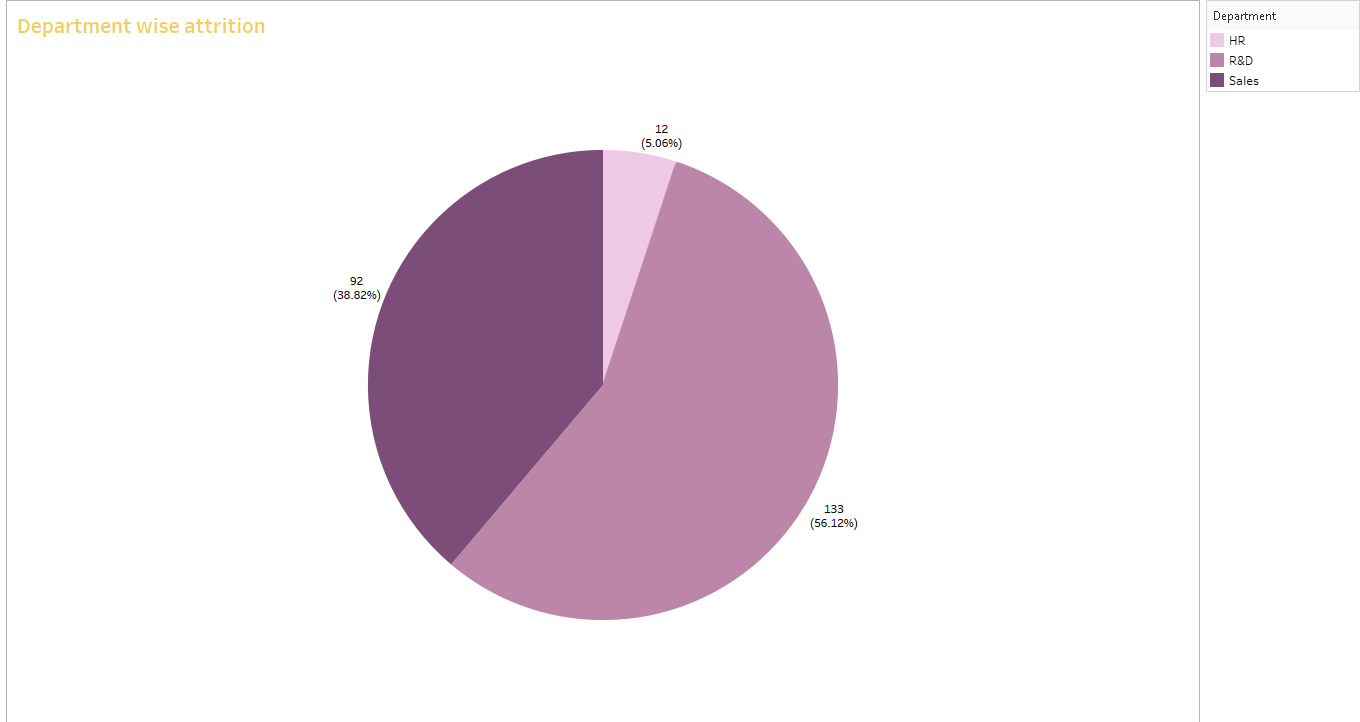 Department wise attrition
Department
HR
R&D
Sales
12
(5.06%)
92
(38.82%)
133
(56.12%)